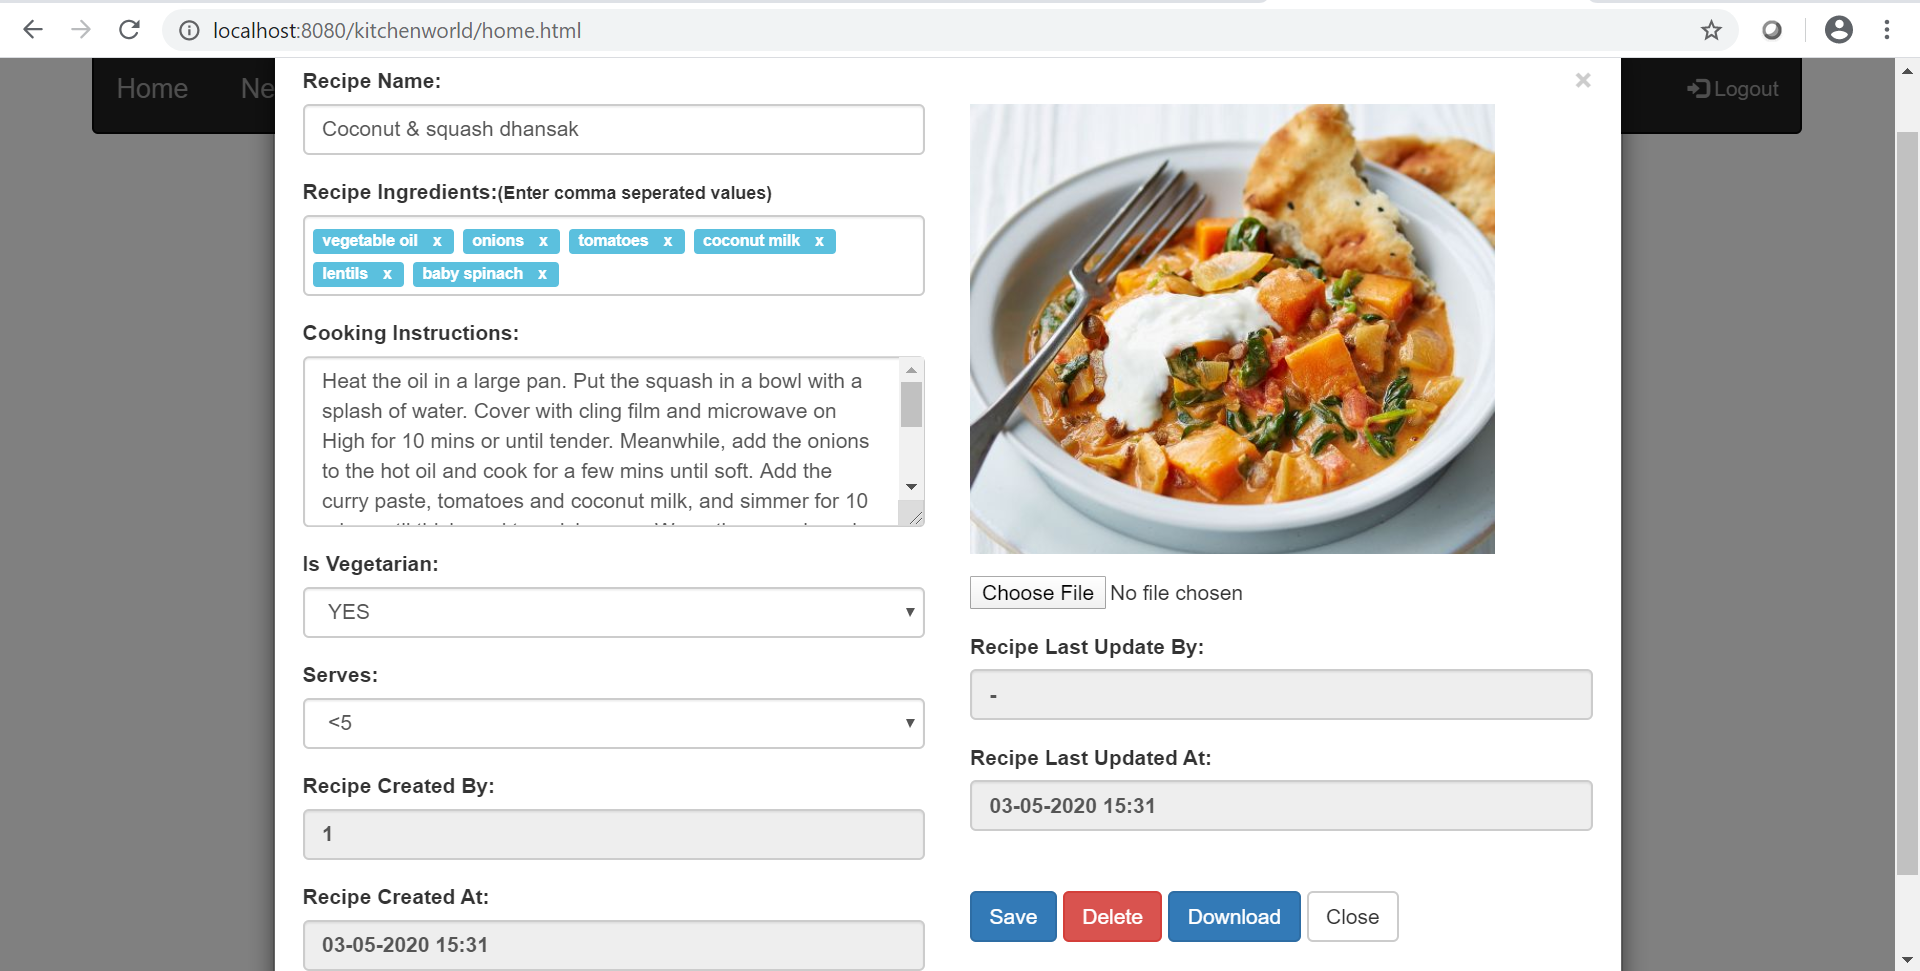 localhost:8080/kitchenworld/home.html
Home
Ne
Logout
Recipe Name:
×
Coconut & squash dhansak
Recipe Ingredients:(Enter comma seperated values)
vegetable oil x onions x tomatoes x coconut milk x
lentils x baby spinach x
Cooking Instructions:
Heat the oil in a large pan. Put the squash in a bowl with a
splash of water. Cover with cling film and microwave on
High for 10 mins or until tender. Meanwhile, add the onions
to the hot oil and cook for a few mins until soft. Add the
curry paste, tomatoes and coconut milk, and simmer for 10
Is Vegetarian:
YES
Serves:
<5
Recipe Created By:
1
Recipe Created At:
03-05-2020 15:31
Choose File No file chosen
Recipe Last Update By:
-
Recipe Last Updated At:
03-05-2020 15:31
Save Delete Download Close